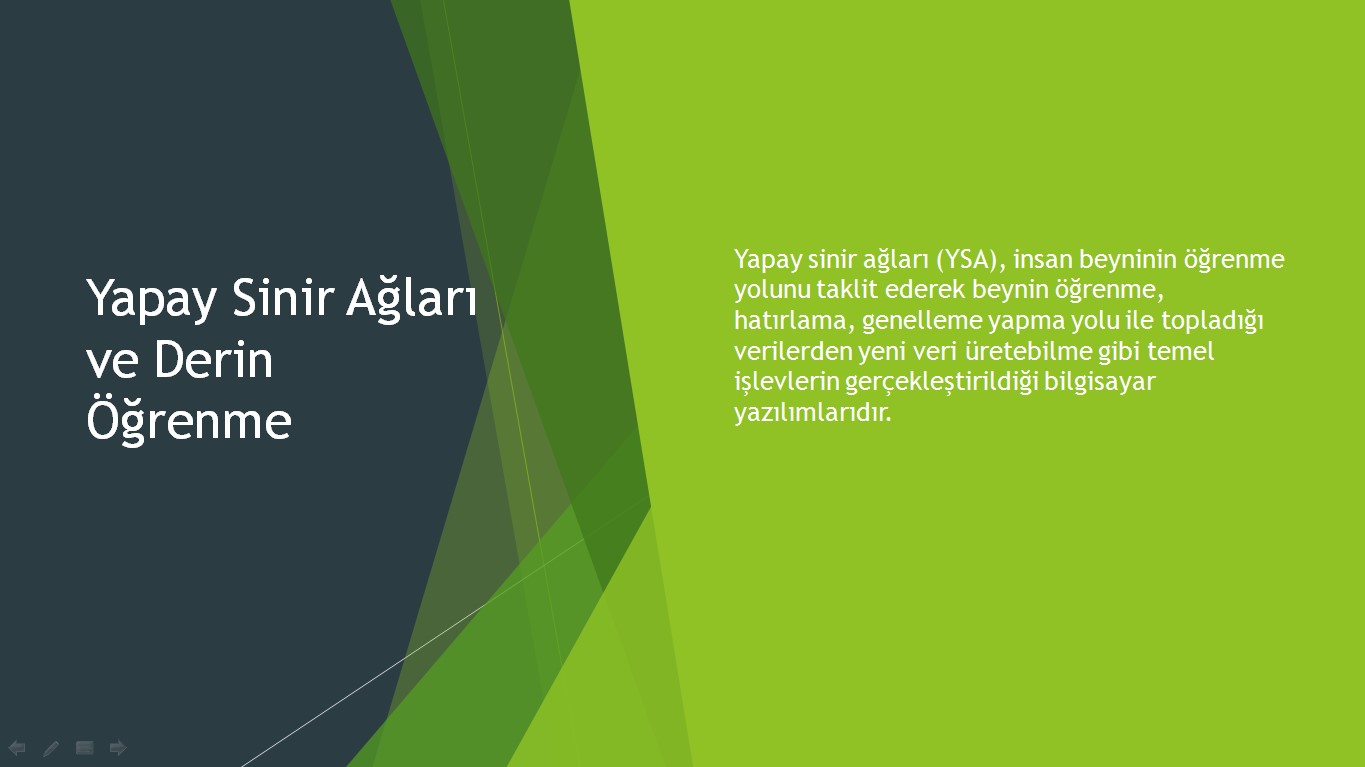 Yapay Sinir Ağları
ve Derin
Öğrenme
Yapay sinir ağları (YSA), insan beyninin öğrenme
yolunu taklit ederek beynin öğrenme,
hatırlama, genelleme yapma yolu ile topladığı
verilerden yeni veri üretebilme gibi temel
işlevlerin gerçekleştirildiği bilgisayar
yazılımlarıdır.